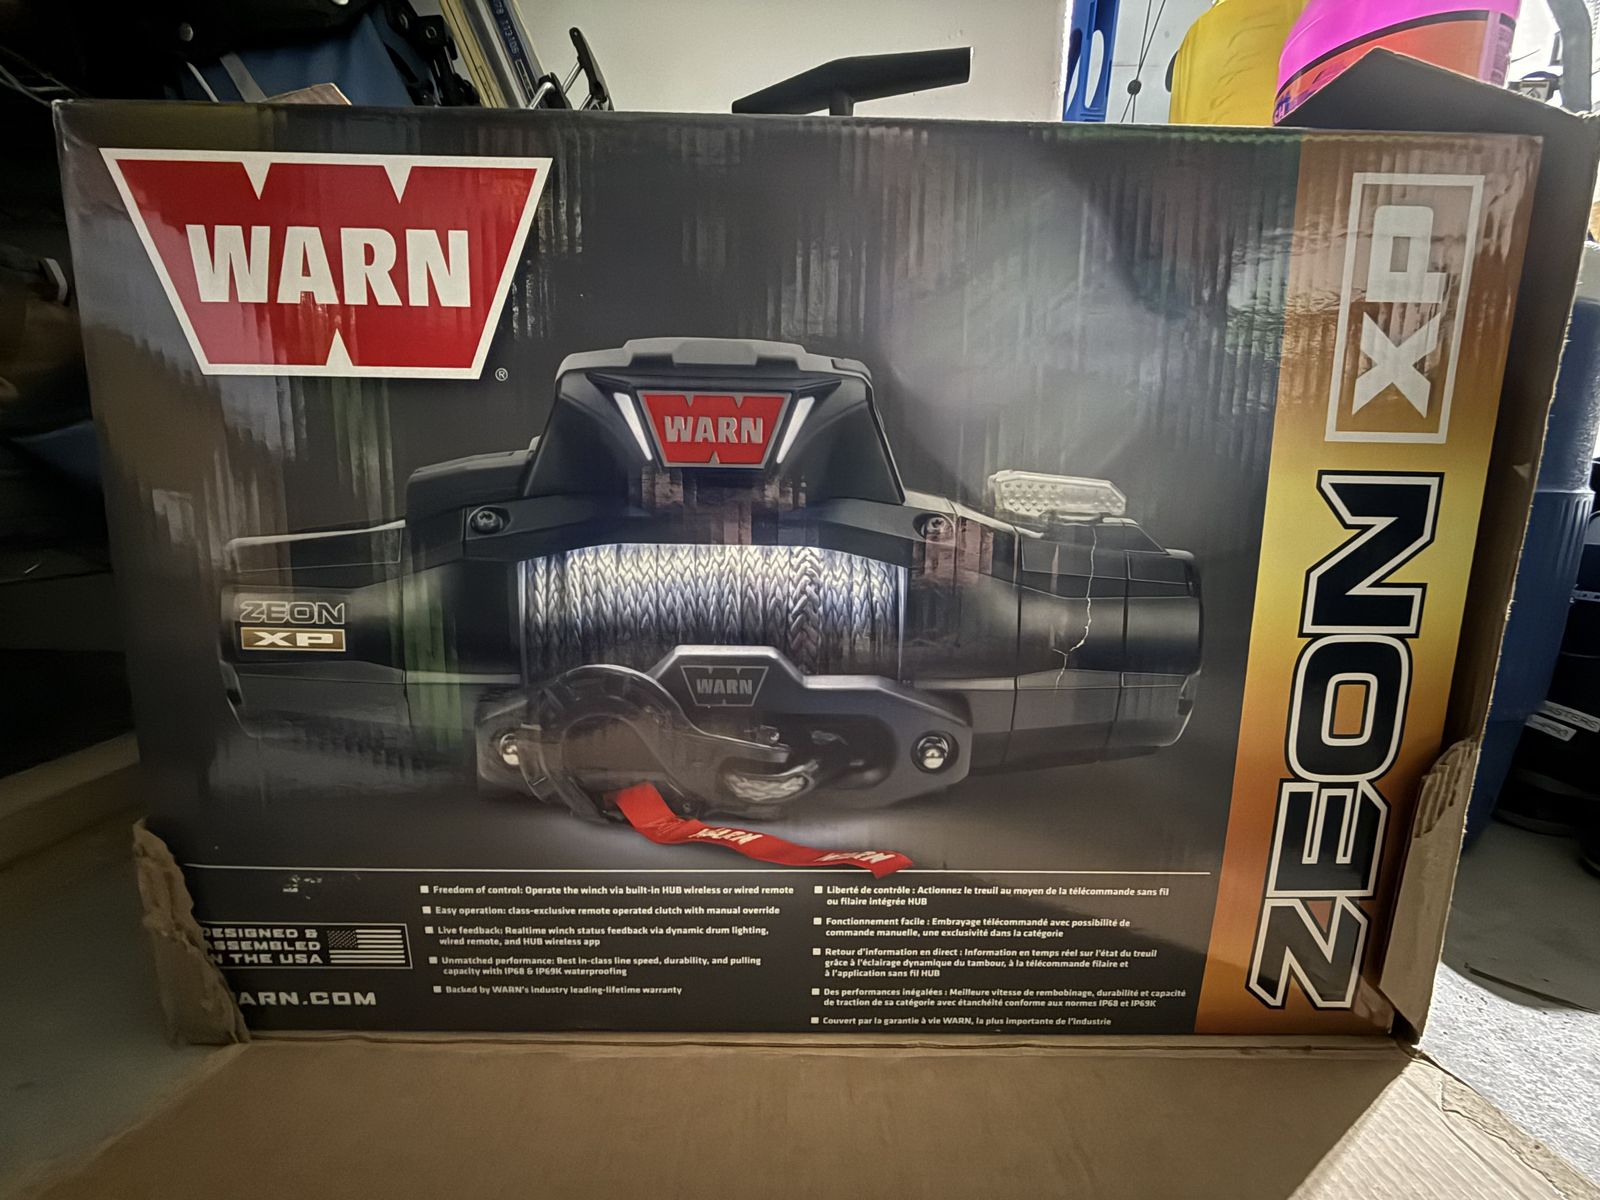 WARN
®
WARN
ZEON
XP
WARN
WARN
WARN
ZEON XP
Freedom of control: Operate the winch via built-in HUB wireless or wired remote
Easy operation: class-exclusive remote operated clutch with manual override
Live feedback: Realtime winch status feedback via dynamic drum lighting,
wired remote, and HUB wireless app
Unmatched performance: Best in-class line speed, durability, and pulling
capacity with IP68 & IP69K waterproofing
Backed by WARN's industry leading-lifetime warranty
Liberté de contrôle : Actionnez le treuil au moyen de la télécommande sans fil
ou filaire intégrée HUB
Fonctionnement facile : Embrayage télécommandé avec possibilité de
commande manuelle, une exclusivité dans la catégorie
Retour d'information en direct : Information en temps réel sur l'état du treuil
grâce à l'éclairage dynamique du tambour, à la télécommande filaire et
à l'application sans fil HUB
Des performances inégalées : Meilleure vitesse de rembobinage, durabilité et capacité
de traction de sa catégorie avec étanchéité conforme aux normes IP68 et IP69K
Couvert par la garantie à vie WARN, la plus importante de l'industrie
DESIGNED &
ASSEMBLED
IN THE USA
WARN.COM